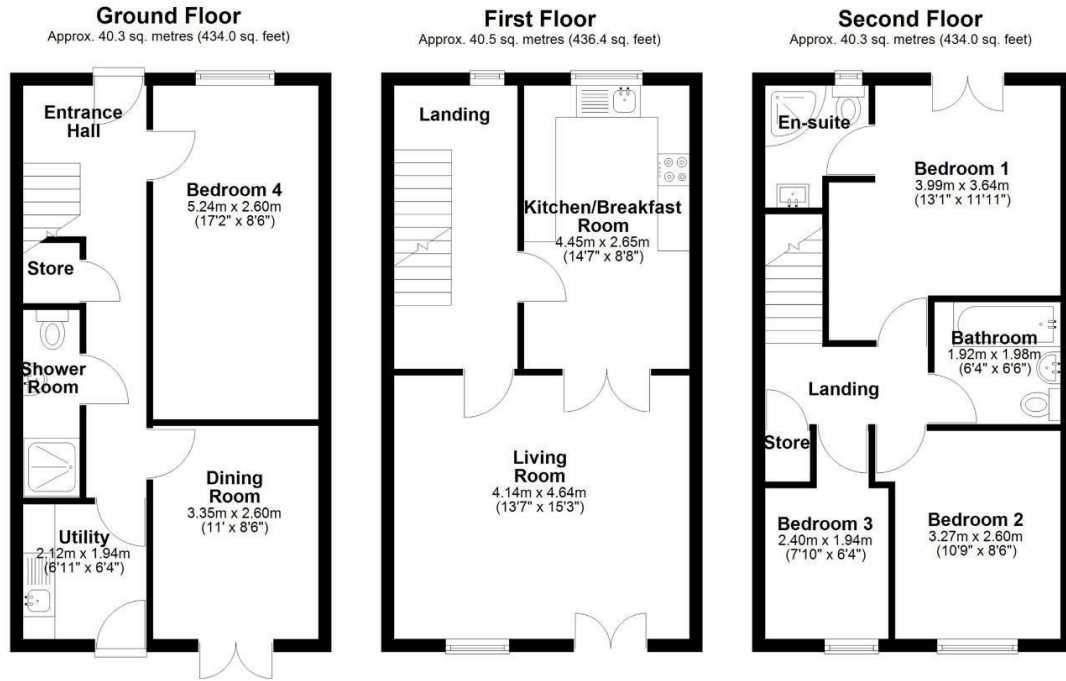 Ground Floor
Approx. 40.3 sq. metres (434.0 sq. feet)
Entrance
Hall
Bedroom 4
5.24m x 2.60m
(17'2" x 8'6")
Store
Shower
Room
Dining
Room
3.35m x 2.60m
(11' x 8'6")
Utility
2.12m x 1.94m
(6'11" x 6'4")
First Floor
Approx. 40.5 sq. metres (436.4 sq. feet)
Landing
Kitchen/Breakfast
Room
4.45m x 2.65m
(14'7" x 8'8")
Living
Room
4.14m x 4.64m
(13'7" x 15'3")
Second Floor
Approx. 40.3 sq. metres (434.0 sq. feet)
En-suite
Bedroom 1
3.99m x 3.64m
(13'1" x 11'11")
Bathroom
1.92m x 1.98m
(6'4" x 6'6")
Landing
Store
Bedroom 3
2.40m x 1.94m
(7'10" x 6'4")
Bedroom 2
3.27m x 2.60m
(10'9" x 8'6")